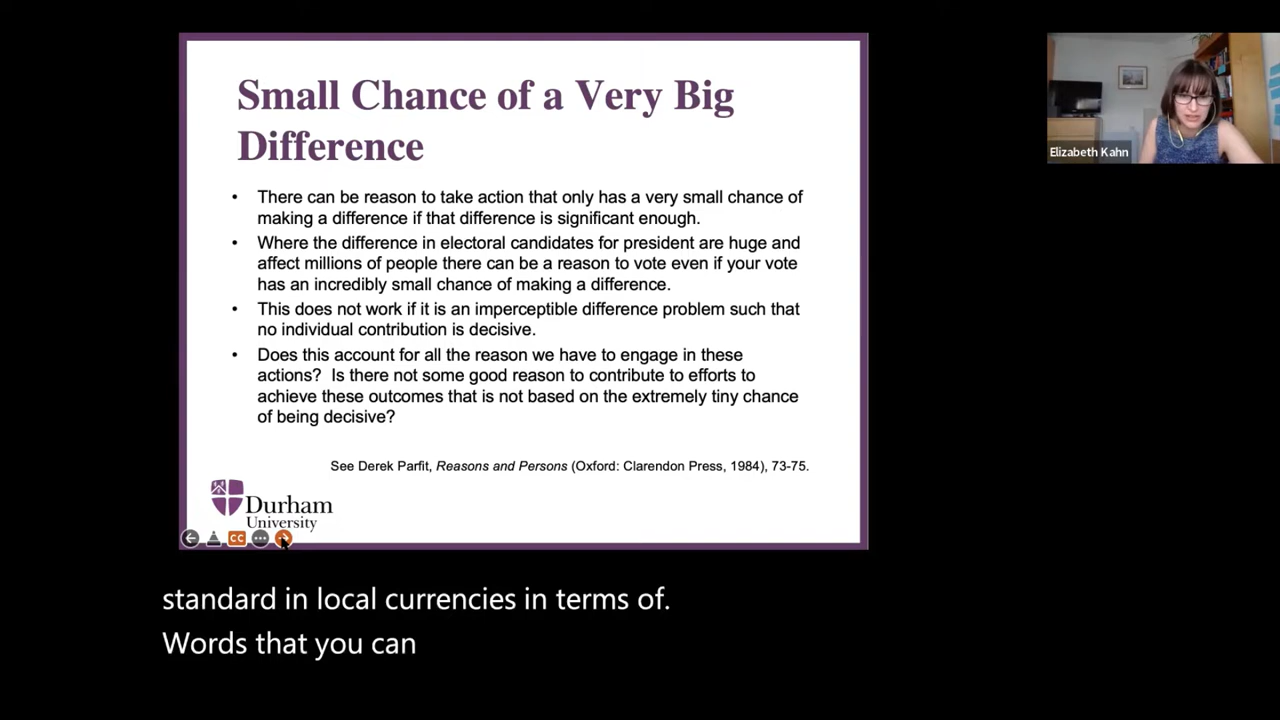 Small Chance of a Very Big
Difference
• There can be reason to take action that only has a very small chance of
making a difference if that difference is significant enough.
• Where the difference in electoral candidates for president are huge and
affect millions of people there can be a reason to vote even if your vote
has an incredibly small chance of making a difference.
• This does not work if it is an imperceptible difference problem such that
no individual contribution is decisive.
• Does this account for all the reason we have to engage in these
actions? Is there not some good reason to contribute to efforts to
achieve these outcomes that is not based on the extremely tiny chance
of being decisive?
See Derek Parfit, Reasons and Persons (Oxford: Clarendon Press, 1984), 73-75.
Durham
University
CC
Elizabeth Kahn
standard in local currencies in terms of.
Words that you can